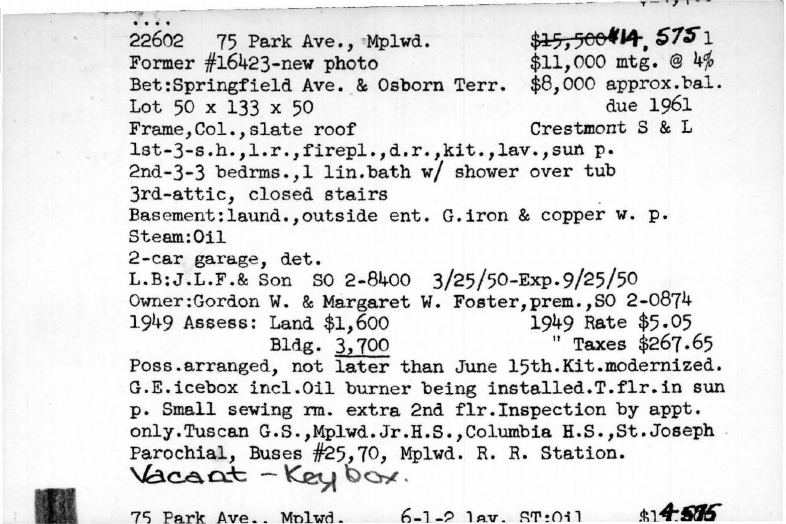 ....
22602 75 Park Ave., Mplwd. $15,500 $14,575 1
Former #16423-new photo $11,000 mtg. @ 4%
Bet:Springfield Ave. & Osborn Terr. $8,000 approx.bal.
Lot 50 x 133 x 50 due 1961
Frame,Col.,slate roof Crestmont S & L
1st-3-s.h.,l.r.,firepl.,d.r.,kit.,lav.,sun p.
2nd-3-3 bedrms.,1 lin.bath w/ shower over tub
3rd-attic, closed stairs
Basement:laund.,outside ent. G.iron & copper w. p.
Steam:Oil
2-car garage, det.
L.B:J.L.F.& Son SO 2-8400 3/25/50-Exp.9/25/50
Owner:Gordon W. & Margaret W. Foster,prem.,SO 2-0874
1949 Assess: Land $1,600 1949 Rate $5.05
Bldg. 3,700 " Taxes $267.65
Poss.arranged, not later than June 15th.Kit.modernized.
G.E.icebox incl.Oil burner being installed.T.flr.in sun
p. Small sewing rm. extra 2nd flr.Inspection by appt.
only.Tuscan G.S.,Mplwd.Jr.H.S.,Columbia H.S.,St.Joseph
Parochial, Buses #25,70, Mplwd. R. R. Station.
Vacant - Key box.
75 Park Ave., Mplwd. 6-1-2 lav. ST:Oil $14,575